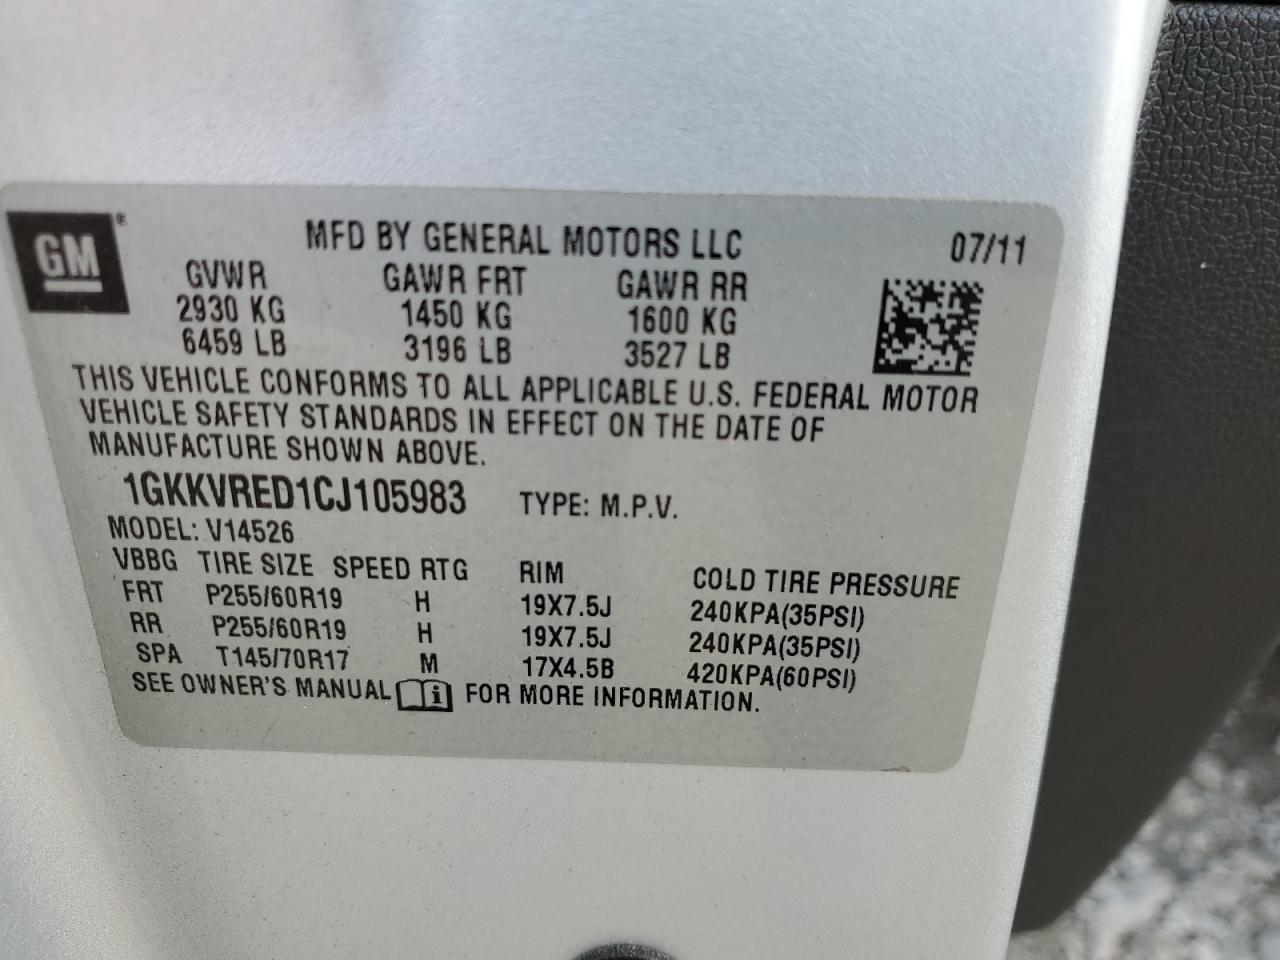 GM®
MFD BY GENERAL MOTORS LLC 07/11
GVWR GAWR FRT GAWR RR
2930 KG 1450 KG 1600 KG
6459 LB 3196 LB 3527 LB
THIS VEHICLE CONFORMS TO ALL APPLICABLE U.S. FEDERAL MOTOR
VEHICLE SAFETY STANDARDS IN EFFECT ON THE DATE OF
MANUFACTURE SHOWN ABOVE.
1GKKVRED1CJ105983 TYPE: M.P.V.
MODEL: V14526
VBBG TIRE SIZE SPEED RTG RIM COLD TIRE PRESSURE
FRT P255/60R19 H 19X7.5J 240KPA(35PSI)
RR P255/60R19 H 19X7.5J 240KPA(35PSI)
SPA T145/70R17 M 17X4.5B 420KPA(60PSI)
SEE OWNER'S MANUAL i FOR MORE INFORMATION.